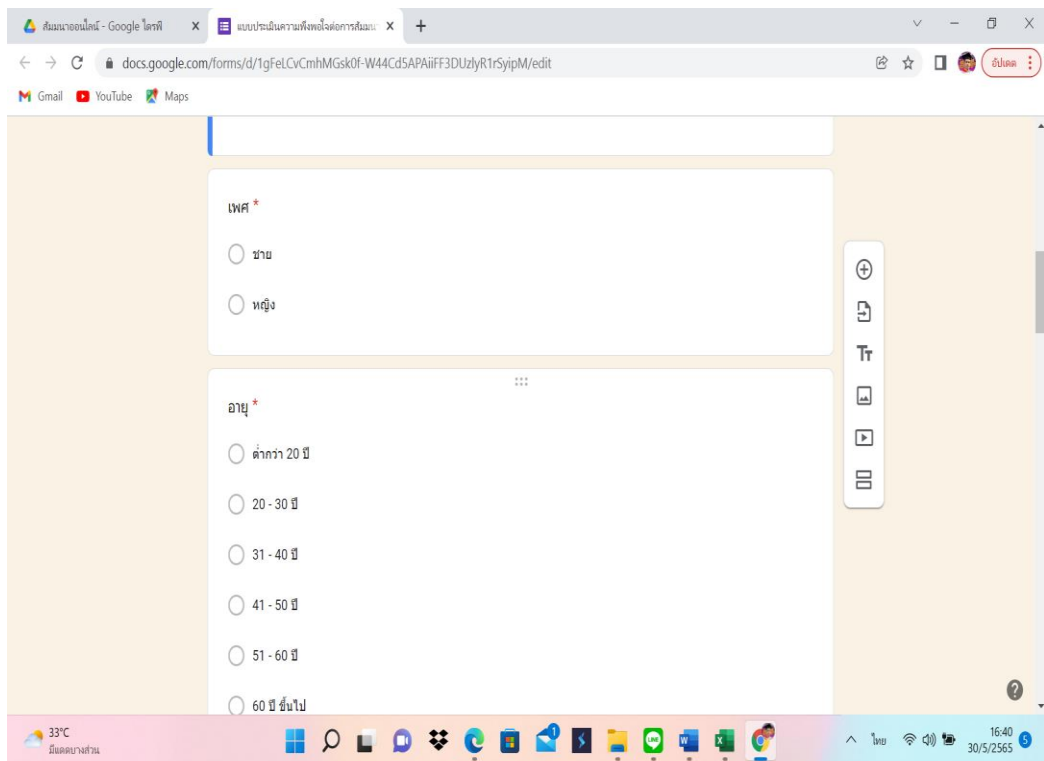 สัมมนาออนไลน์ - Google ไดรฟ์
แบบประเมินความพึงพอใจต่อการสัมมนา
docs.google.com/forms/d/1gFeLCvCmhMGsk0f-W44Cd5APAiiFF3DUzlyR1rSyipM/edit
อัปเดต
Gmail YouTube Maps
เพศ *
ชาย
หญิง
อายุ *
ต่ำกว่า 20 ปี
20 - 30 ปี
31 - 40 ปี
41 - 50 ปี
51 - 60 ปี
60 ปี ขึ้นไป
33°C
มีแดดบางส่วน
1
LINE
ไทย
16:40
30/5/2565
5